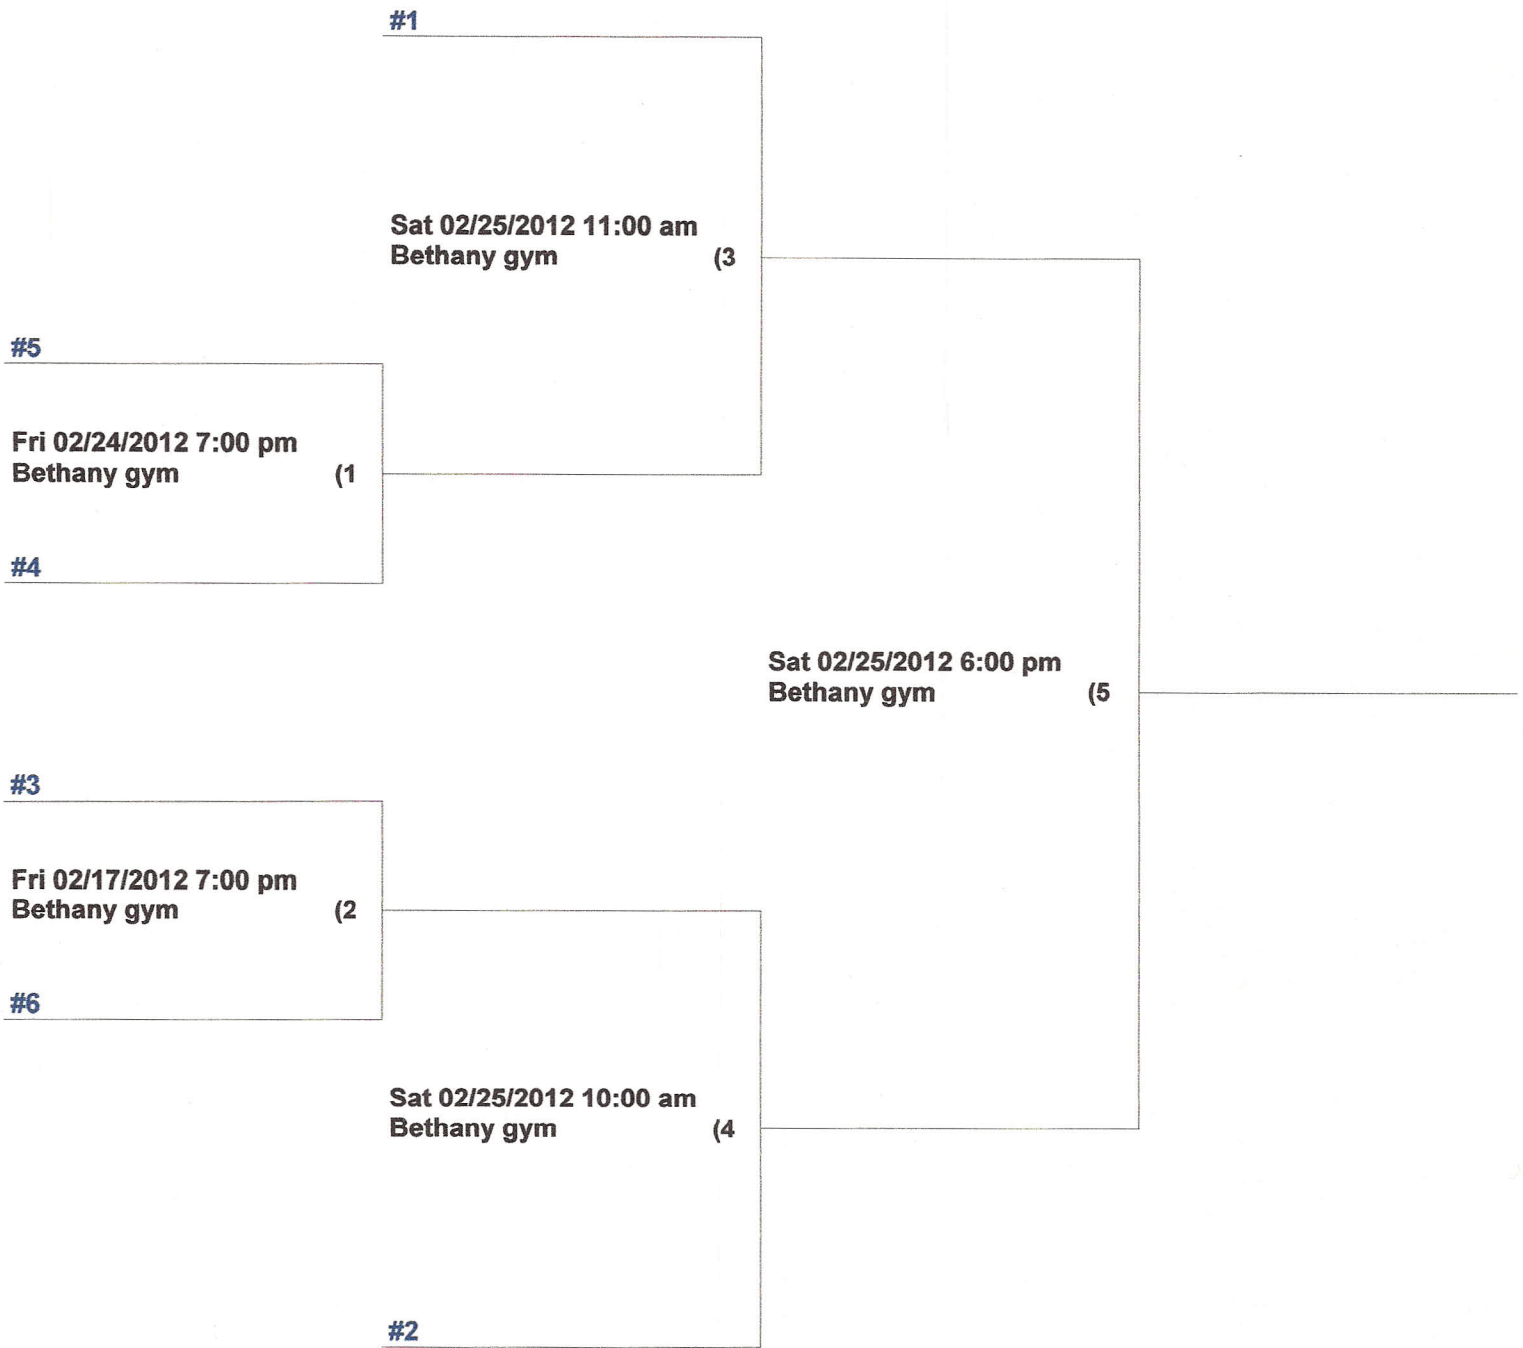 #1
Sat 02/25/2012 11:00 am
Bethany gym (3
#5
Fri 02/24/2012 7:00 pm
Bethany gym (1
#4
Sat 02/25/2012 6:00 pm
Bethany gym (5
#3
Fri 02/17/2012 7:00 pm
Bethany gym (2
#6
Sat 02/25/2012 10:00 am
Bethany gym (4
#2